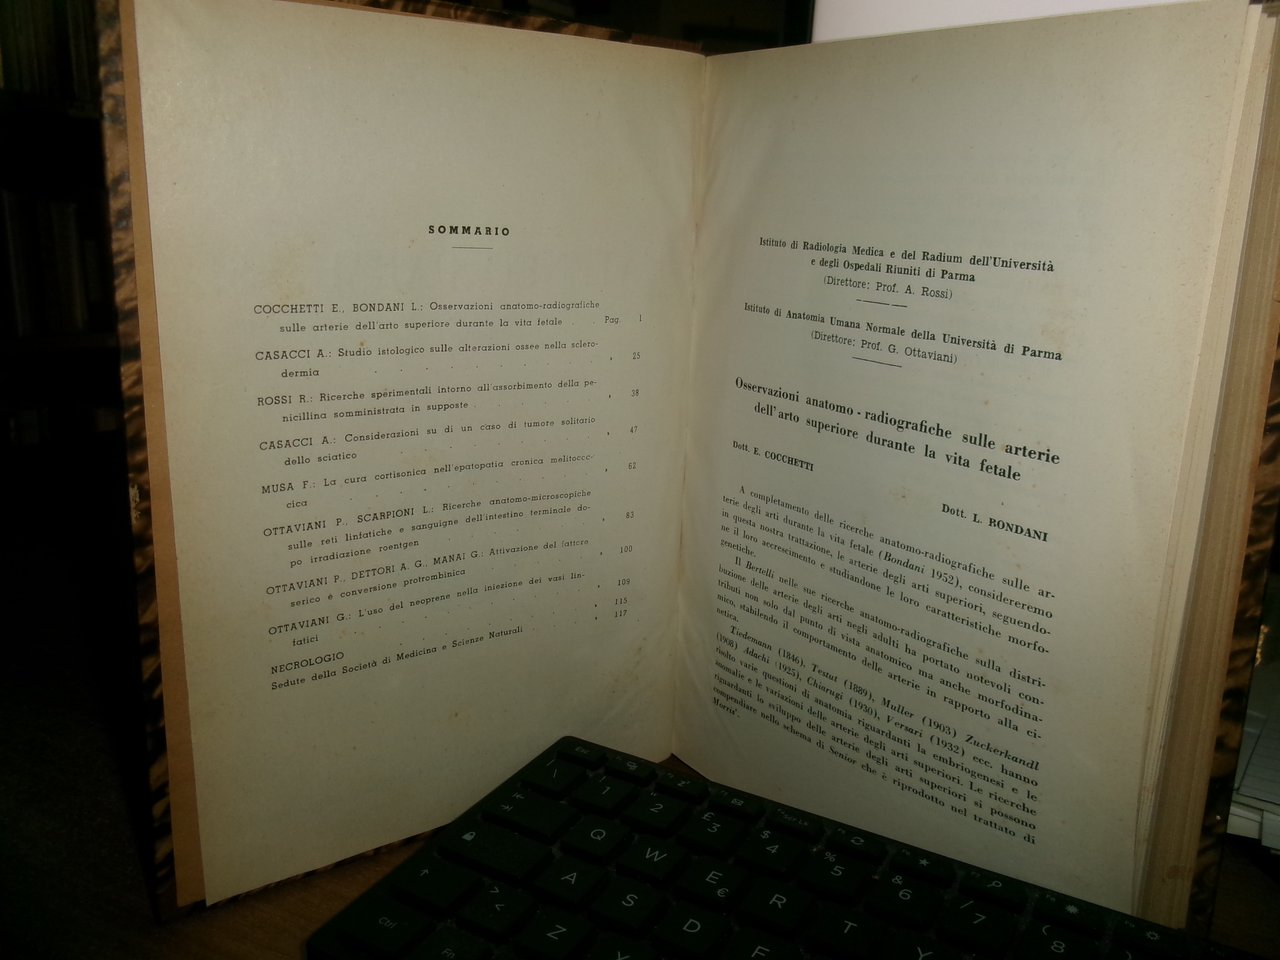 SOMMARIO
COCCHETTI E., BONDANI L.: Osservazioni anatomo-radiografiche
sulle arterie dell'arto superiore durante la vita fetale . . Pag. 1
CASACCI A.: Studio istologico sulle alterazioni ossee nella sclero-
dermia . . . . . . . . . » 25
ROSSI R.: Ricerche sperimentali intorno all'assorbimento della pe-
nicillina somministrata in supposte . . . . . . » 38
CASACCI A.: Considerazioni su di un caso di tumore solitario
dello sciatico . . . . . . . . » 47
MUSA F.: La cura cortisonica nell'epatopatia cronica melitococ-
cica . . . . . . . . . » 62
OTTAVIANI P., SCARPIONI L.: Ricerche anatomo-microscopiche
sulle reti linfatiche e sanguigne dell'intestino terminale do-
po irradiazione roentgen . . . . . . » 83
OTTAVIANI P., DETTORI A. G., MANAI G.: Attivazione del fattore
serico e conversione protrombinica . . . . . » 100
OTTAVIANI G.: L'uso del neoprene nella iniezione dei vasi lin-
fatici . . . . . . . . » 109
NECROLOGIO . . . . . . . » 115
Sedute della Società di Medicina e Scienze Naturali . . . » 117
Istituto di Radiologia Medica e del Radium dell'Università
e degli Ospedali Riuniti di Parma
(Direttore: Prof. A. Rossi)
Istituto di Anatomia Umana Normale della Università di Parma
(Direttore: Prof. G. Ottaviani)
Osservazioni anatomo - radiografiche sulle arterie
dell'arto superiore durante la vita fetale
Dott. E. COCCHETTI
Dott. L. RONDANI
A completamento delle ricerche anatomo-radiografiche sulle ar-
terie degli arti durante la vita fetale (Bondani 1952), considereremo
in questa nostra trattazione, le arterie degli arti superiori, seguendo-
ne il loro accrescimento e studiandone le loro caratteristiche morfo-
genetiche.
Il Bertelli nelle sue ricerche anatomo-radiografiche sulla distri-
buzione delle arterie degli arti negli adulti ha portato notevoli con-
tributi non solo dal punto di vista anatomico ma anche morfodina-
mico, stabilendo il comportamento delle arterie in rapporto alla ci-
netica.
Tiedemann (1846), Testut (1889), Muller (1903) Zuckerkandl
(1908) Adachi (1925), Chiarugi (1930), Versari (1932) ecc. hanno
risolto varie questioni di anatomia riguardanti la embriogenesi e le
anomalie e le variazioni delle arterie degli arti superiori. Le ricerche
riguardanti lo sviluppo delle arterie degli arti superiori si possono
compendiare nello schema di Senior che è riprodotto nel trattato di
Morris'.
Esc
\ 1 2 £ 3 $ 4 % 5 & 6 / 7 ( 8
Q W E € R T Y
A S D F
Ctrl Fn
< > Z